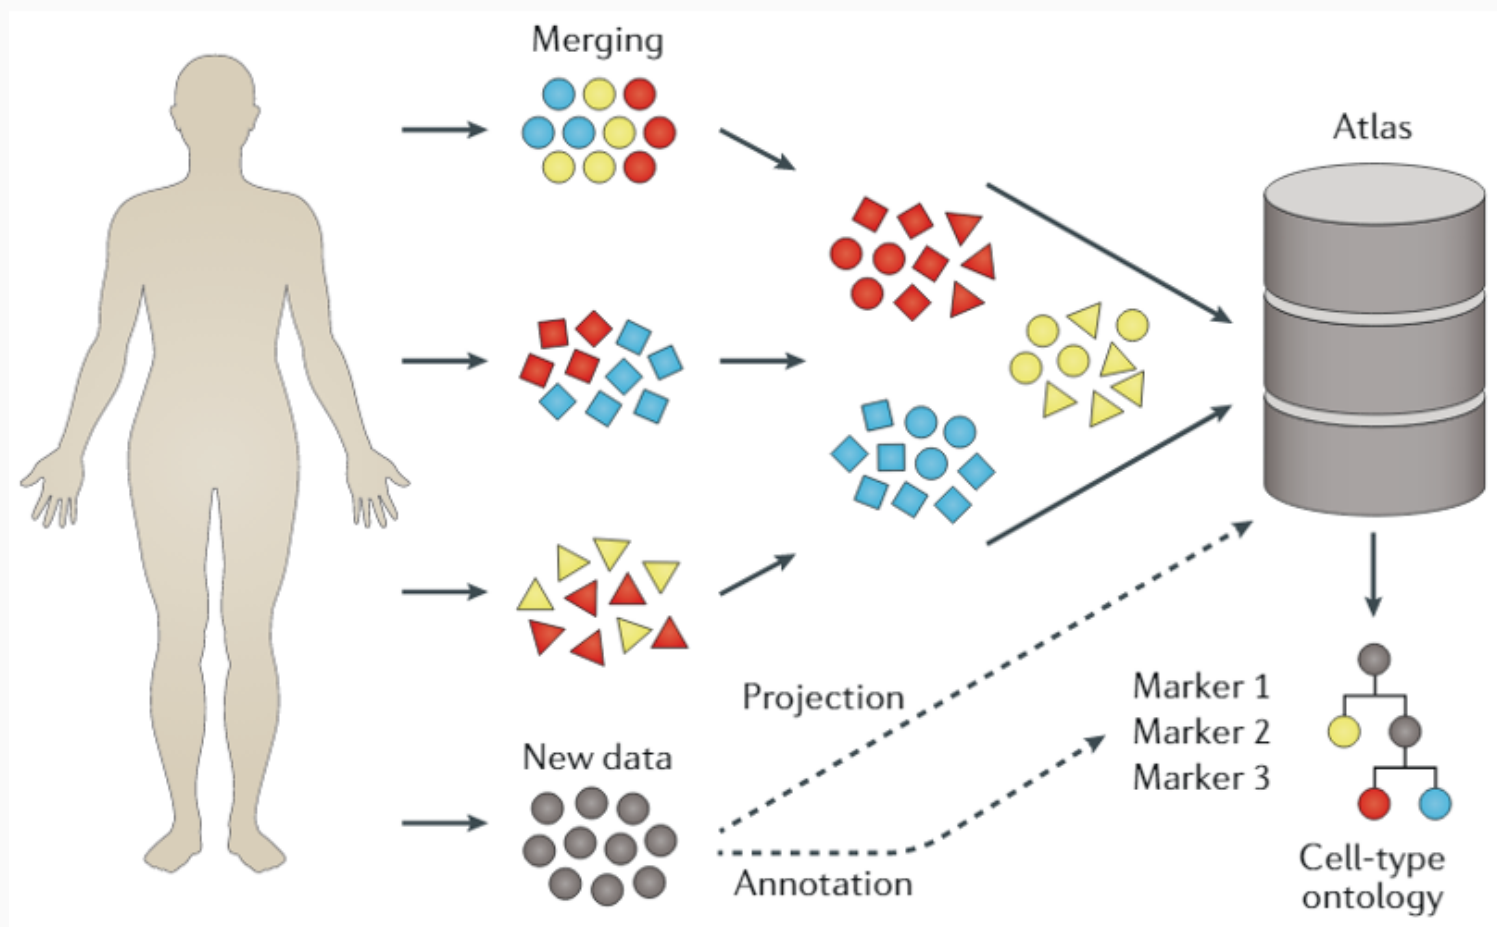 Merging
Atlas
Projection
Marker 1
Marker 2
Marker 3
New data
Annotation
Cell-type
ontology